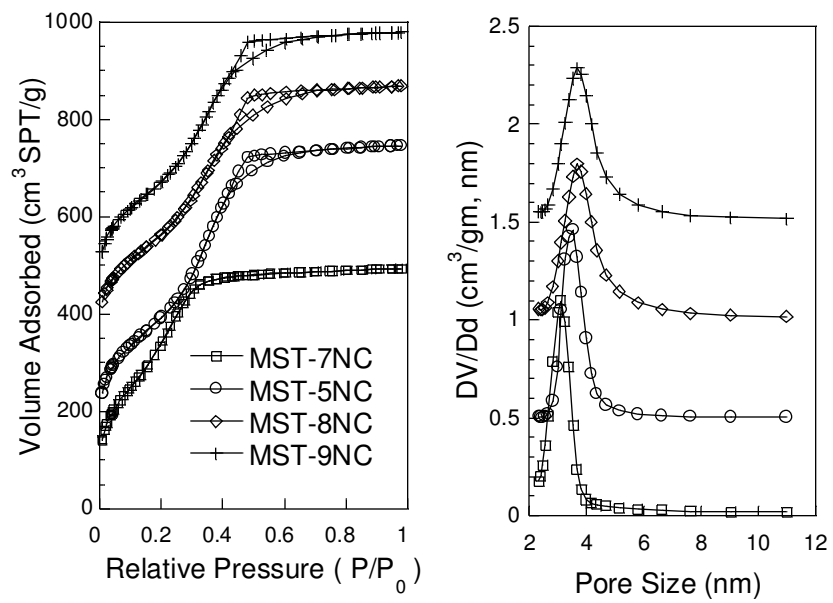 1000
800
600
400
200
0
Volume Adsorbed (cm³ SPT/g)
MST-7NC
MST-5NC
MST-8NC
MST-9NC
0 0.2 0.4 0.6 0.8 1
Relative Pressure ( P/P₀ )
2.5
2
1.5
1
0.5
0
DV/Dd (cm³/gm, nm)
2 4 6 8 10 12
Pore Size (nm)